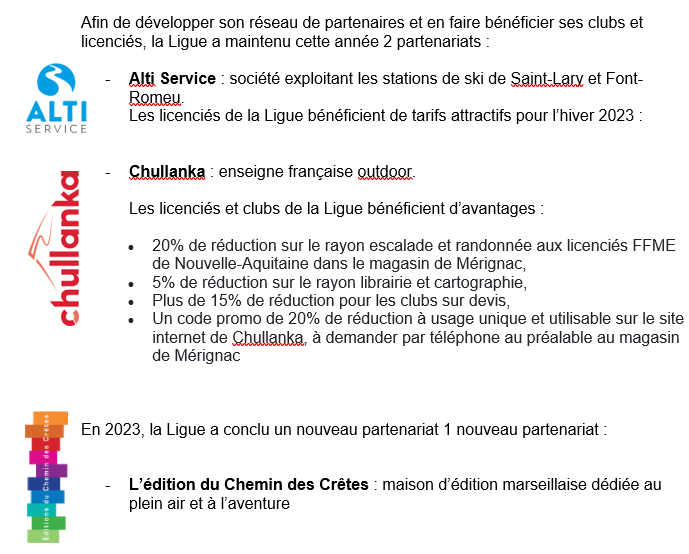 Afin de développer son réseau de partenaires et en faire bénéficier ses clubs et
licenciés, la Ligue a maintenu cette année 2 partenariats :
- Alti Service : société exploitant les stations de ski de Saint-Lary et Font-
Romeu.
Les licenciés de la Ligue bénéficient de tarifs attractifs pour l’hiver 2023 :
ALTI
SERVICE
- Chullanka : enseigne française outdoor.
chullanka
Les licenciés et clubs de la Ligue bénéficient d’avantages :
• 20% de réduction sur le rayon escalade et randonnée aux licenciés FFME
de Nouvelle-Aquitaine dans le magasin de Mérignac,
• 5% de réduction sur le rayon librairie et cartographie,
• Plus de 15% de réduction pour les clubs sur devis,
• Un code promo de 20% de réduction à usage unique et utilisable sur le site
internet de Chullanka, à demander par téléphone au préalable au magasin
de Mérignac
En 2023, la Ligue a conclu un nouveau partenariat 1 nouveau partenariat :
Éditions du Chemin des Crêtes
- L’édition du Chemin des Crêtes : maison d’édition marseillaise dédiée au
plein air et à l’aventure